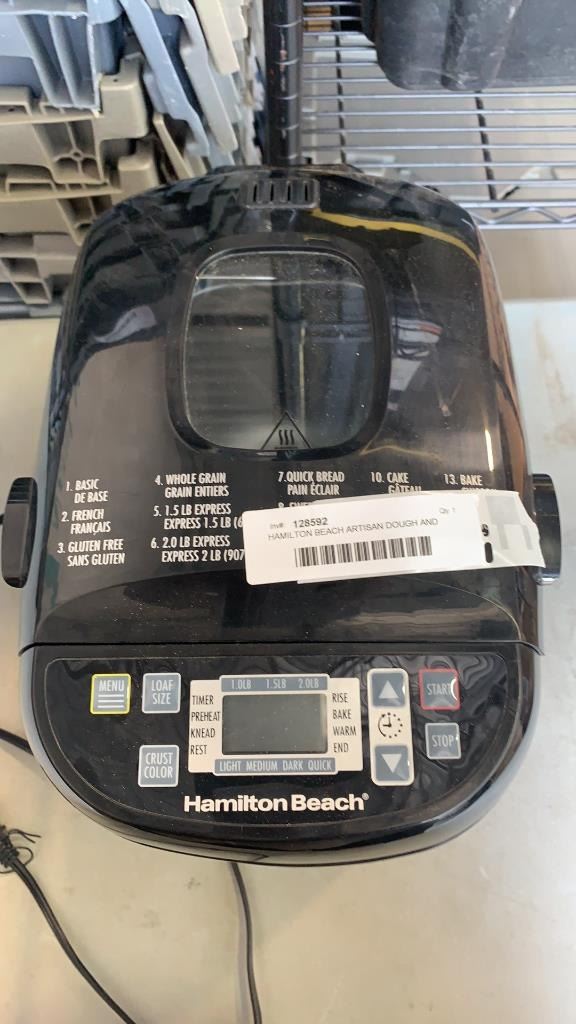 1. BASIC
DE BASE
2. FRENCH
FRANÇAIS
3. GLUTEN FREE
SANS GLUTEN
4. WHOLE GRAIN
GRAIN ENTIERS
5. 1.5 LB EXPRESS
EXPRESS 1.5 LB (6
6. 2.0 LB EXPRESS
EXPRESS 2 LB (907
7. QUICK BREAD
PAIN ÉCLAIR
10. CAKE
GÂTEAU
13. BAKE
Inv#: 128592 Qty: 1
HAMILTON BEACH ARTISAN DOUGH AND
MENU
LOAF
SIZE
CRUST
COLOR
TIMER
PREHEAT
KNEAD
REST
1.0LB 1.5LB 2.0LB
LIGHT MEDIUM DARK QUICK
RISE
BAKE
WARM
END
START
STOP
Hamilton Beach®